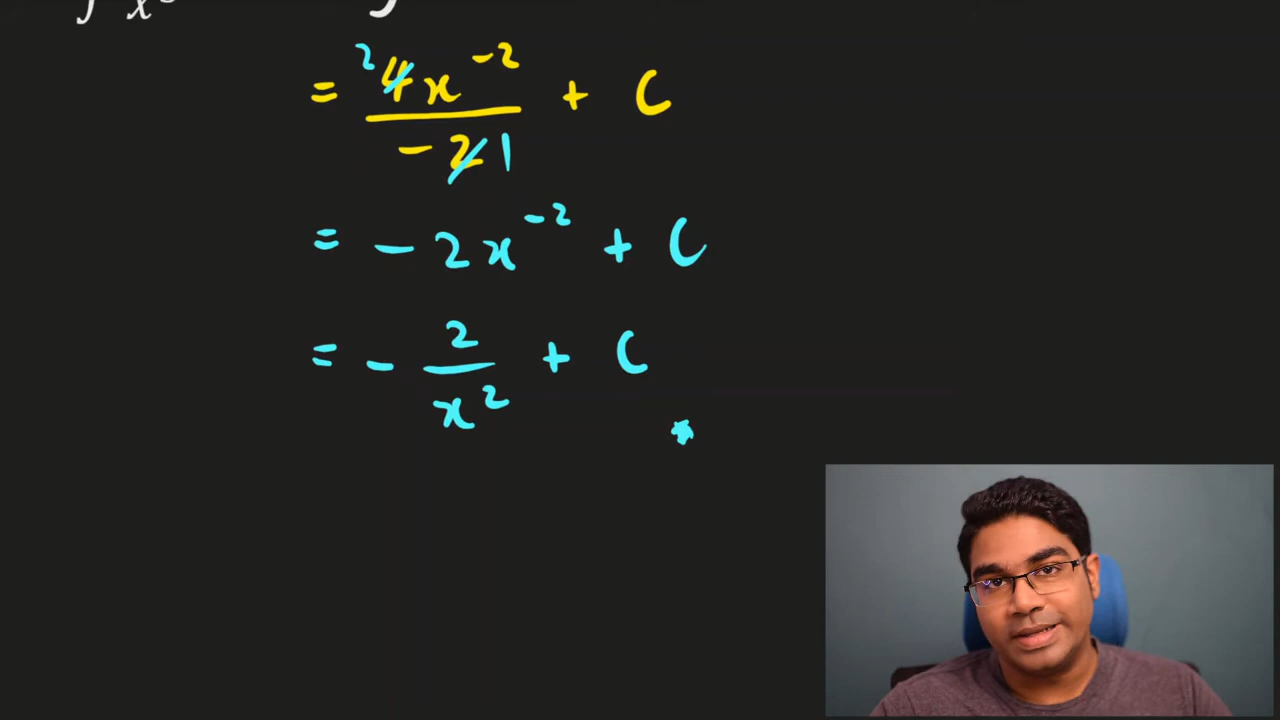 = ²4x⁻² / -2 1 + C
= - 2x⁻² + C
= - 2/x² + C